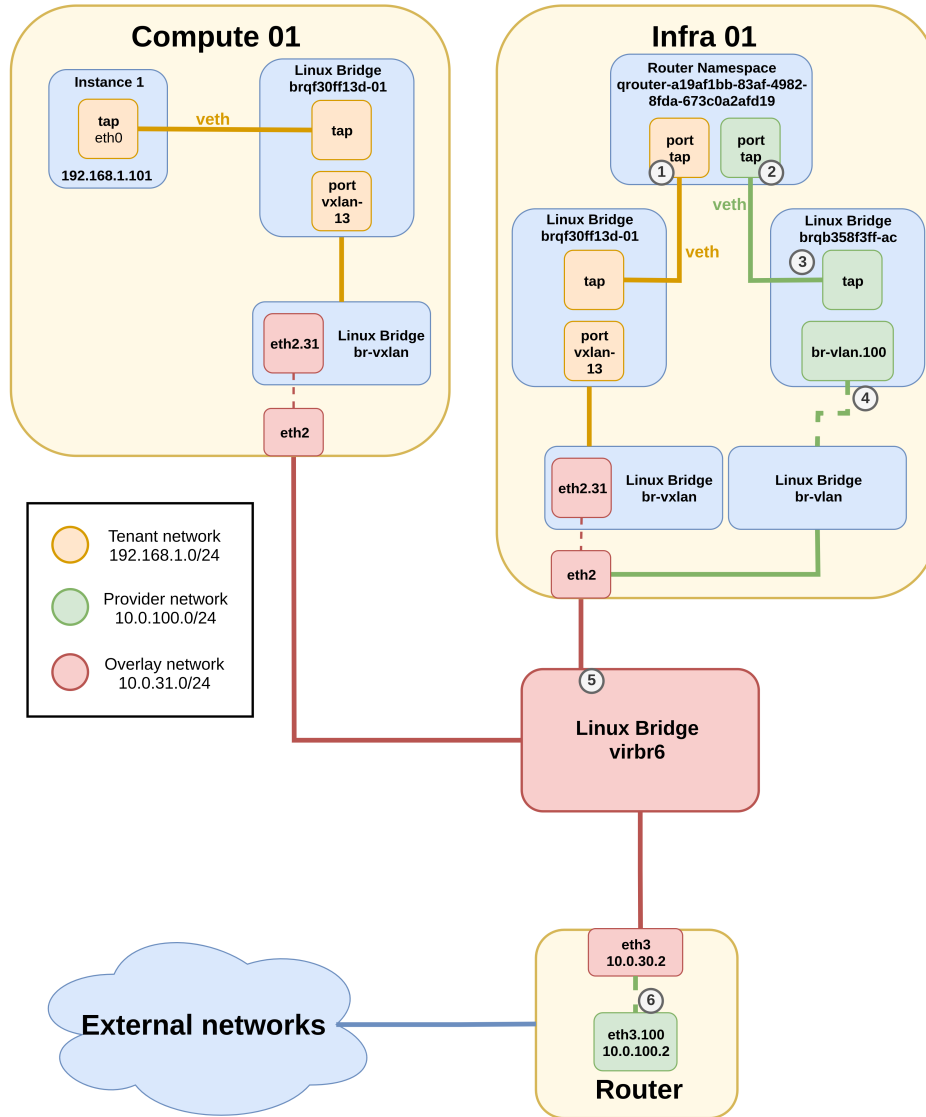 Compute 01
Instance 1
tap
eth0
192.168.1.101
veth
Linux Bridge
brqf30ff13d-01
tap
port
vxlan-
13
eth2.31
Linux Bridge
br-vxlan
eth2
Infra 01
Router Namespace
qrouter-a19af1bb-83af-4982-
8fda-673c0a2afd19
port
tap
1
port
tap
2
veth
veth
Linux Bridge
brqf30ff13d-01
tap
port
vxlan-
13
Linux Bridge
brqb358f3ff-ac
3
tap
br-vlan.100
4
eth2.31
Linux Bridge
br-vxlan
Linux Bridge
br-vlan
eth2
Tenant network
192.168.1.0/24
Provider network
10.0.100.0/24
Overlay network
10.0.31.0/24
5
Linux Bridge
virbr6
eth3
10.0.30.2
6
eth3.100
10.0.100.2
Router
External networks